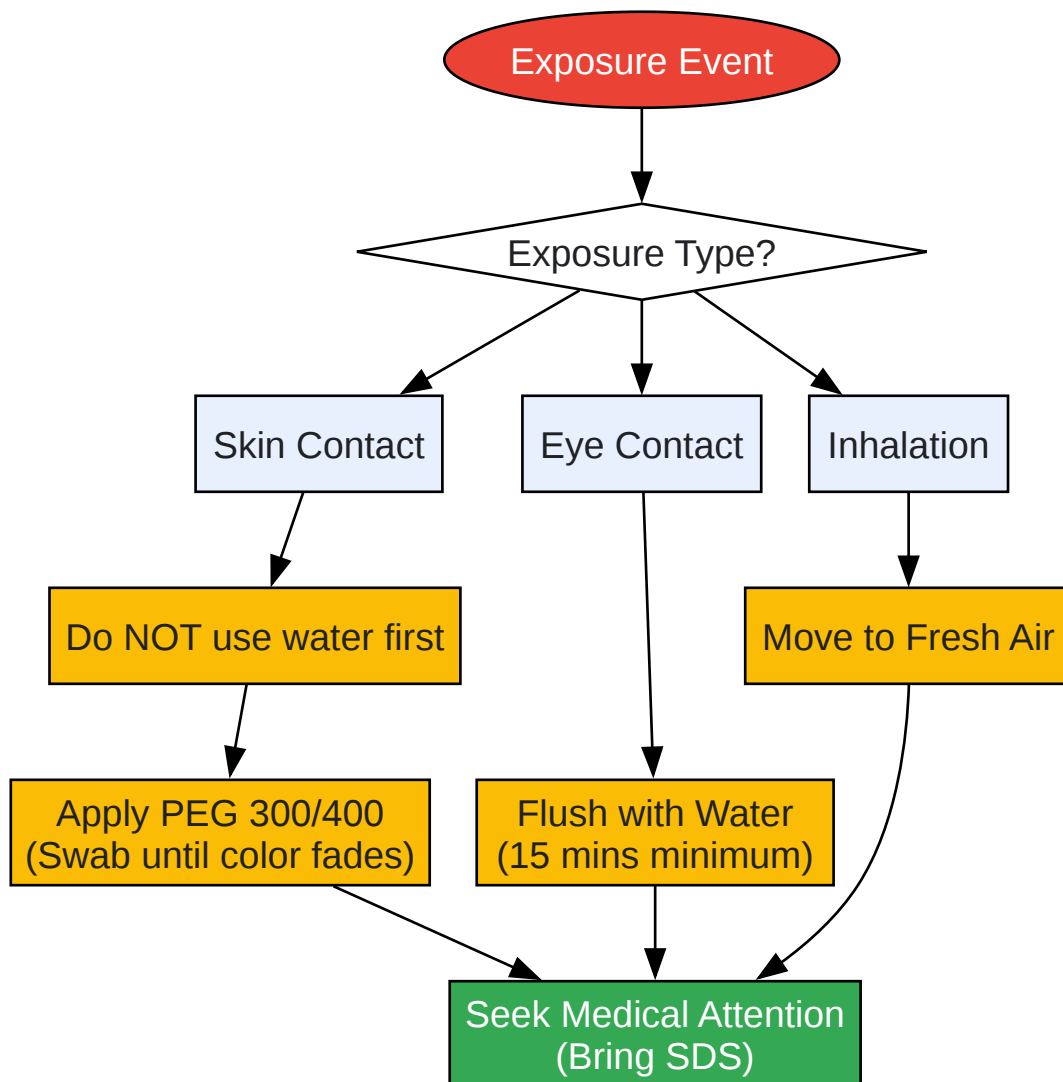 Exposure Event
Exposure Type?
Skin Contact
Eye Contact
Inhalation
Do NOT use water first
Move to Fresh Air
Apply PEG 300/400
(Swab until color fades)
Flush with Water
(15 mins minimum)
Seek Medical Attention
(Bring SDS)